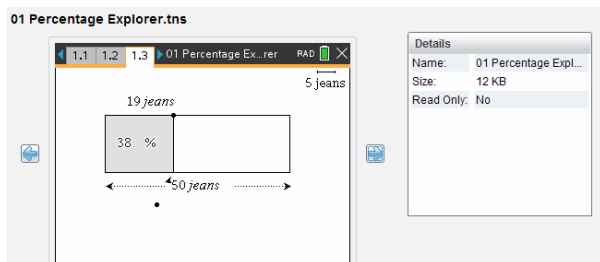 01 Percentage Explorer.tns
1.1 1.2 1.3 01 Percentage Ex...rer RAD
5 jeans
19 jeans
38. %
50 jeans
Details
Name: 01 Percentage Expl...
Size: 12 KB
Read Only: No